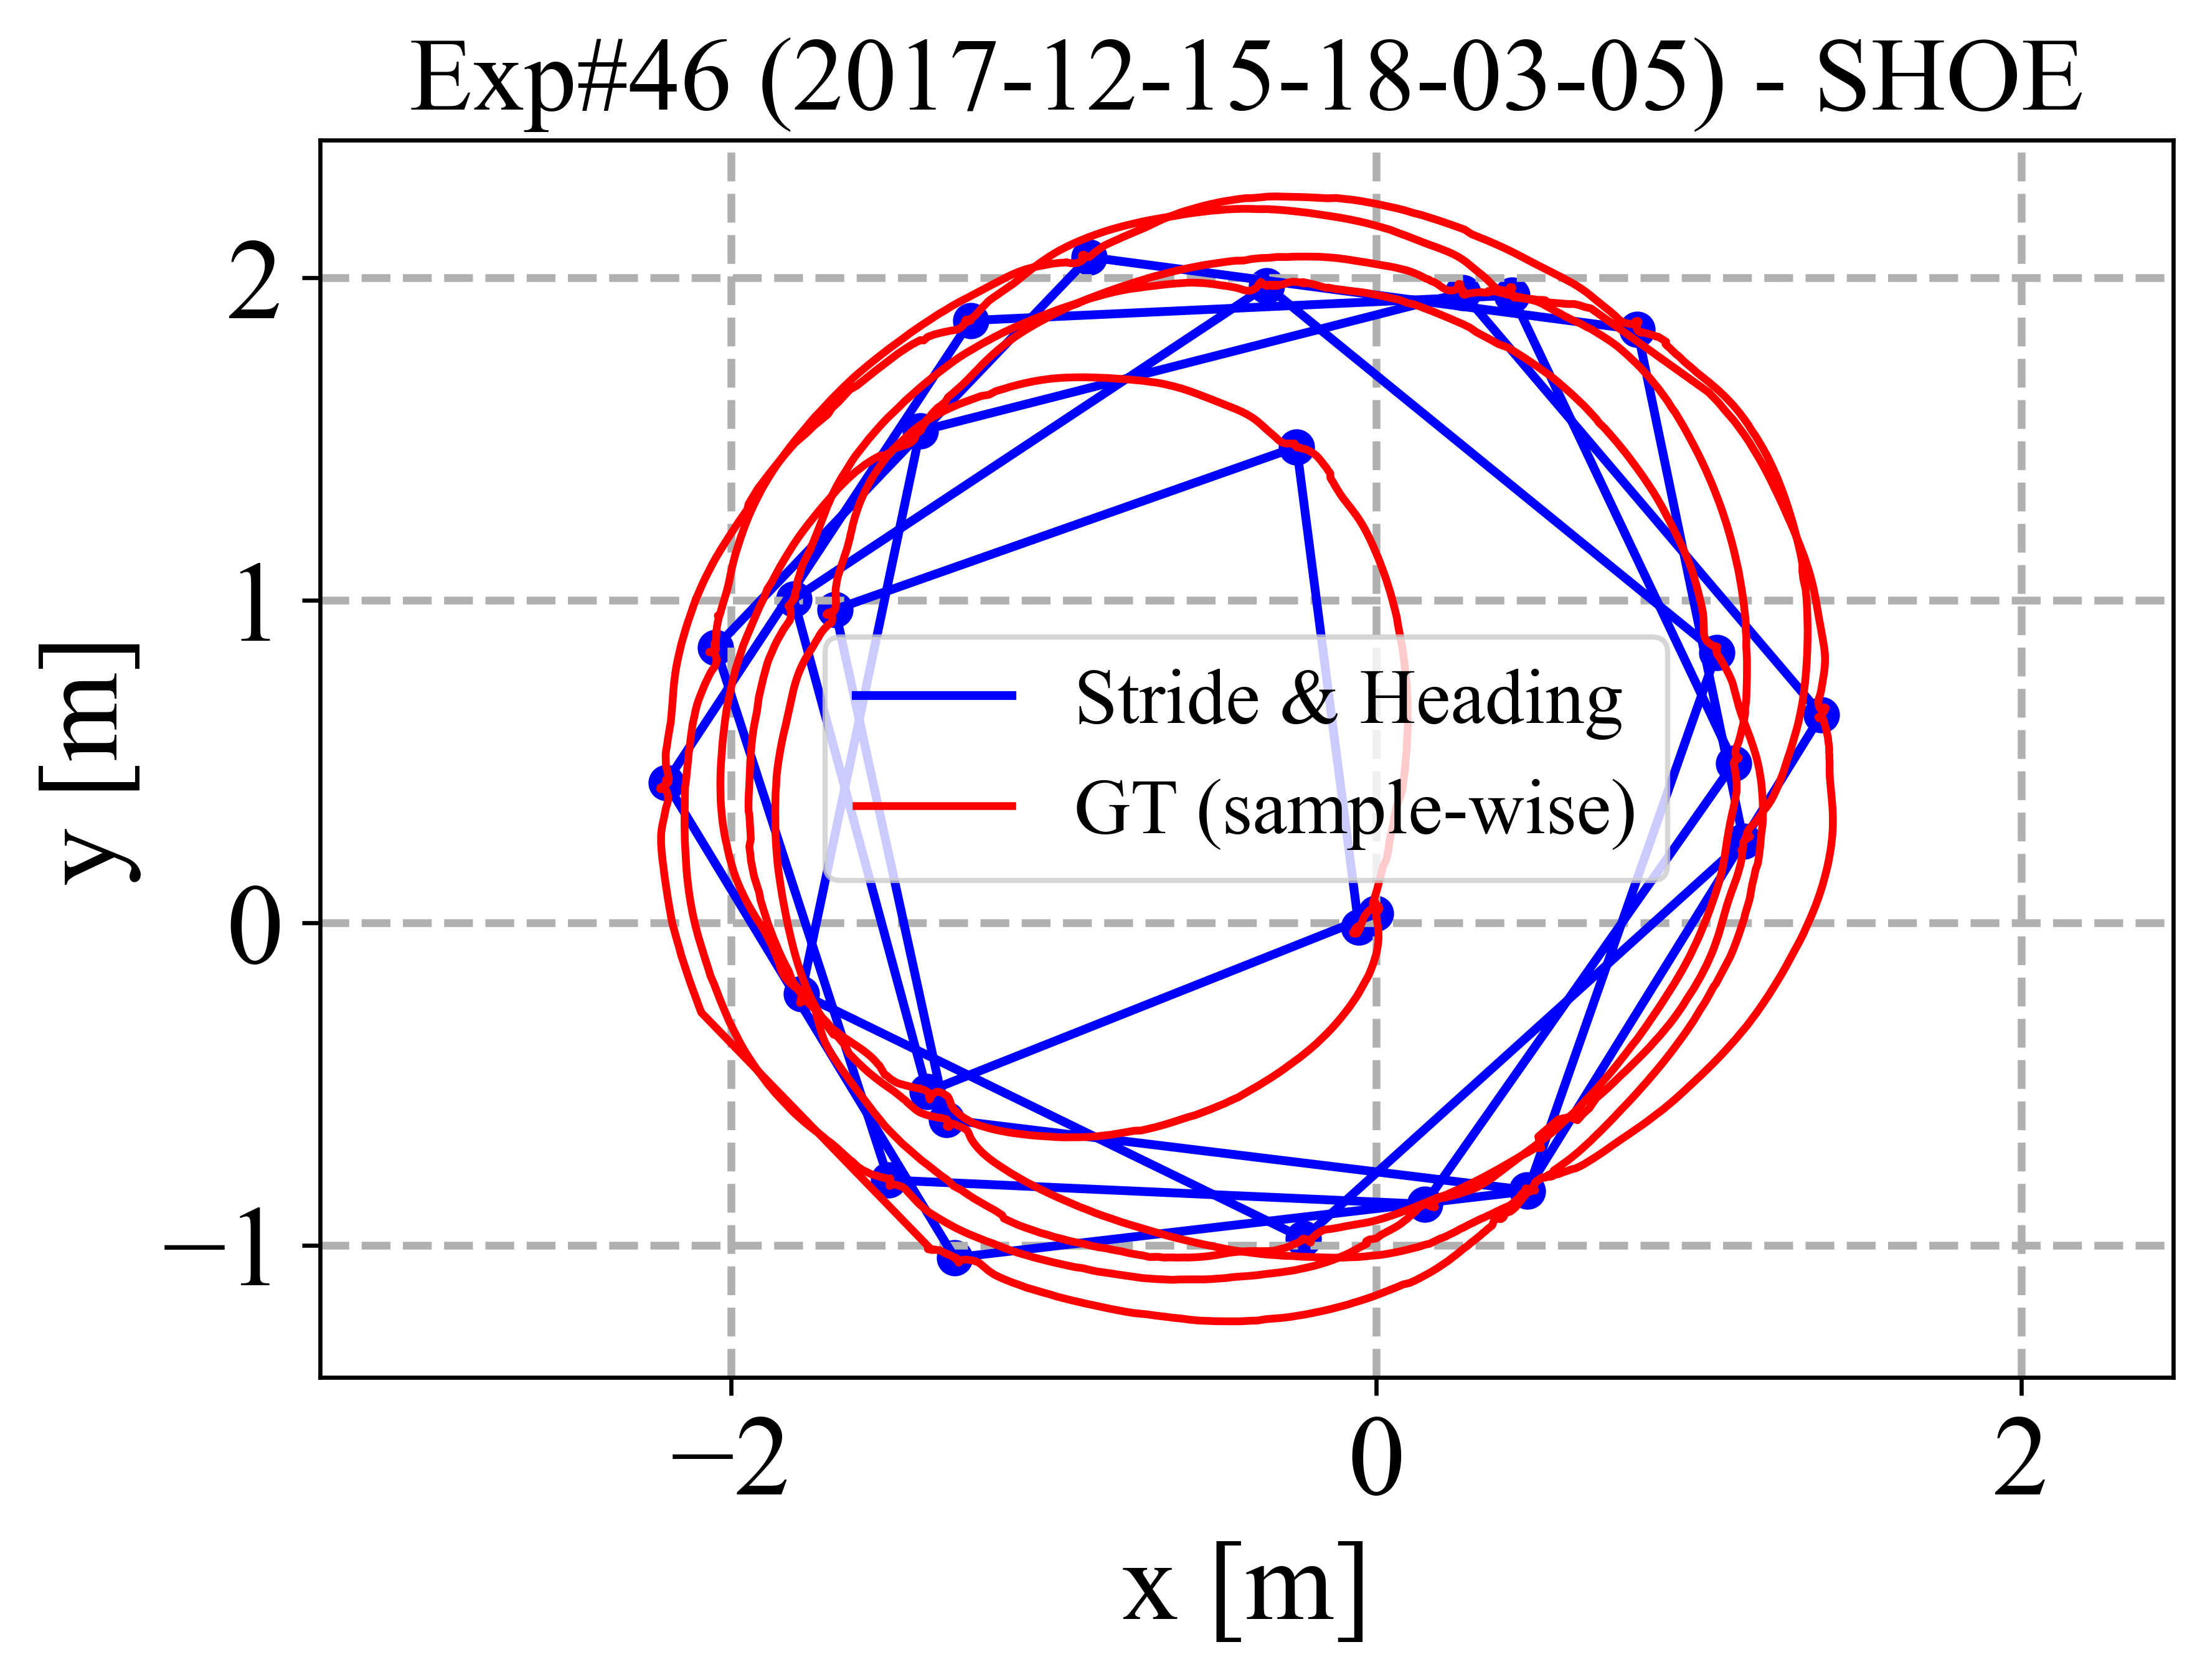 Exp#46 (2017-12-15-18-03-05) - SHOE
y [m]
2
1
0
−1
Stride & Heading
GT (sample-wise)
−2
0
2
x [m]